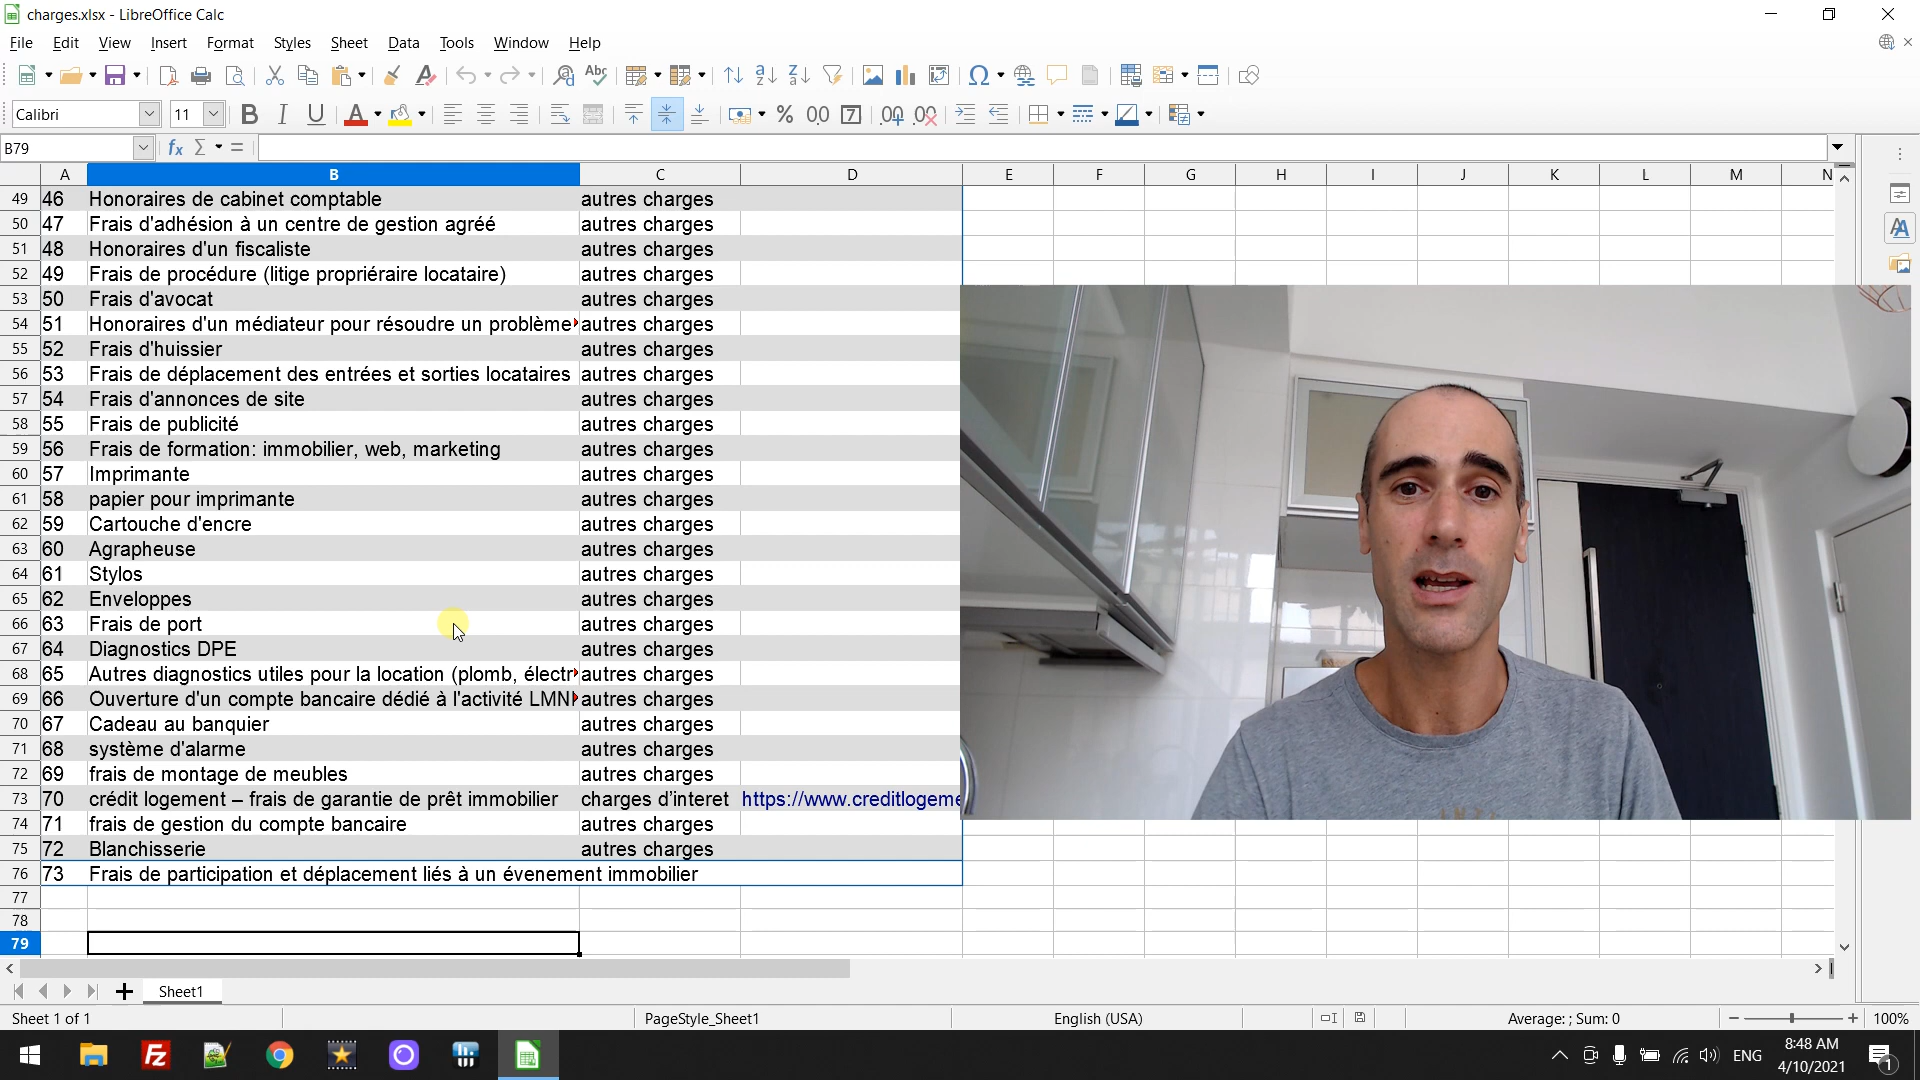 charges.xlsx - LibreOffice Calc
File Edit View Insert Format Styles Sheet Data Tools Window Help
Calibri 11
B79
A B C D E F G H I J K L M N
49 46 Honoraires de cabinet comptable autres charges
50 47 Frais d'adhésion à un centre de gestion agréé autres charges
51 48 Honoraires d'un fiscaliste autres charges
52 49 Frais de procédure (litige propriéraire locataire) autres charges
53 50 Frais d'avocat autres charges
54 51 Honoraires d'un médiateur pour résoudre un problème autres charges
55 52 Frais d'huissier autres charges
56 53 Frais de déplacement des entrées et sorties locataires autres charges
57 54 Frais d'annonces de site autres charges
58 55 Frais de publicité autres charges
59 56 Frais de formation: immobilier, web, marketing autres charges
60 57 Imprimante autres charges
61 58 papier pour imprimante autres charges
62 59 Cartouche d'encre autres charges
63 60 Agrapheuse autres charges
64 61 Stylos autres charges
65 62 Enveloppes autres charges
66 63 Frais de port autres charges
67 64 Diagnostics DPE autres charges
68 65 Autres diagnostics utiles pour la location (plomb, électr autres charges
69 66 Ouverture d'un compte bancaire dédié à l'activité LMN autres charges
70 67 Cadeau au banquier autres charges
71 68 système d'alarme autres charges
72 69 frais de montage de meubles autres charges
73 70 crédit logement – frais de garantie de prêt immobilier charges d'interet https://www.creditlogeme
74 71 frais de gestion du compte bancaire autres charges
75 72 Blanchisserie autres charges
76 73 Frais de participation et déplacement liés à un évenement immobilier
77
78
79
Sheet1
Sheet 1 of 1 PageStyle_Sheet1 English (USA) Average: ; Sum: 0 100%
ENG 8:48 AM
4/10/2021 1